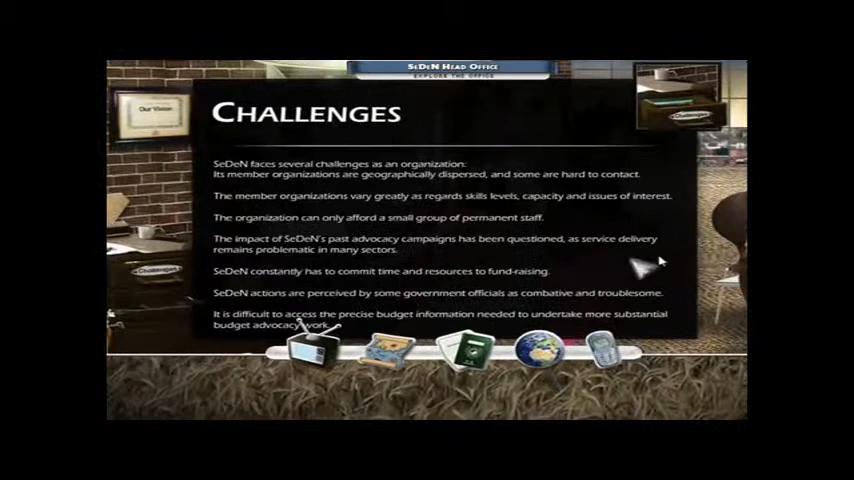 SeDeN Head Office
EXPLORE THE OFFICE
Our Vision
Challenges
CHALLENGES
SeDeN faces several challenges as an organization:
Its member organizations are geographically dispersed, and some are hard to contact.
The member organizations vary greatly as regards skills levels, capacity and issues of interest.
The organization can only afford a small group of permanent staff.
The impact of SeDeN's past advocacy campaigns has been questioned, as service delivery
remains problematic in many sectors.
Challenges
SeDeN constantly has to commit time and resources to fund-raising.
SeDeN actions are perceived by some government officials as combative and troublesome.
It is difficult to access the precise budget information needed to undertake more substantial
budget advocacy work.